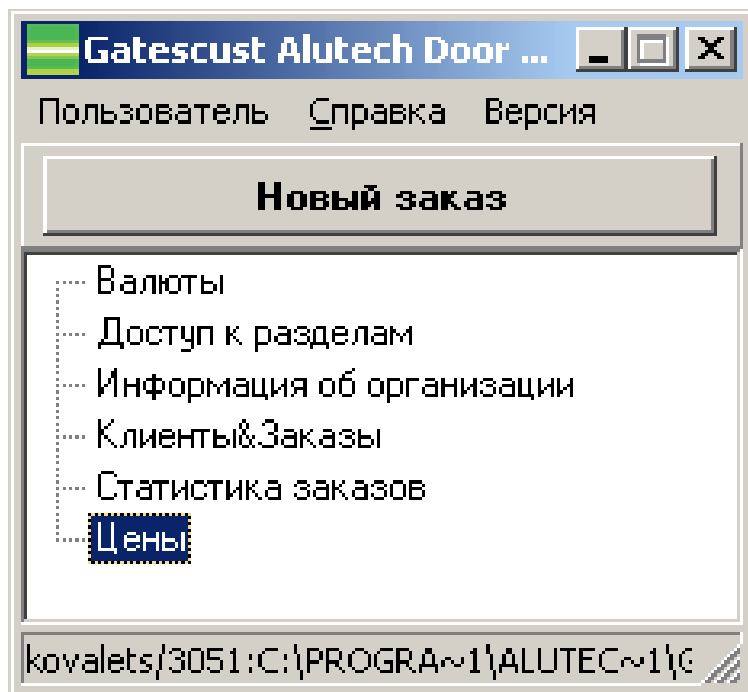 Gatescust Alutech Door ...
Пользователь Справка Версия
Новый заказ
Валюты
Доступ к разделам
Информация об организации
Клиенты&Заказы
Статистика заказов
Цены
kovalets/3051:C:\PROGRA~1\ALUTEC~1\G